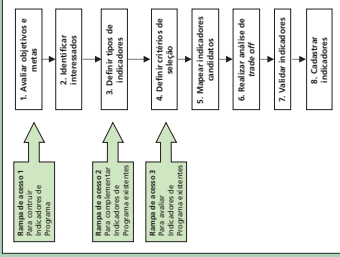 1. Avaliar objetivos e
metas
2. Identificar
interessados
3. Definir tipos de
indicadores
4. Definir critérios de
seleção
5. Mapear indicadores
candidatos
6. Realizar análise de
trade off
7. Validar indicadores
8. Cadastrar
indicadores
Rampa de acesso 1
Para contruir
Indicadores de
Programa
Rampa de acesso 2
Para complementar
Indicadores de
Programa existentes
Rampa de acesso 3
Para avaliar
Indicadores de
Programa existentes